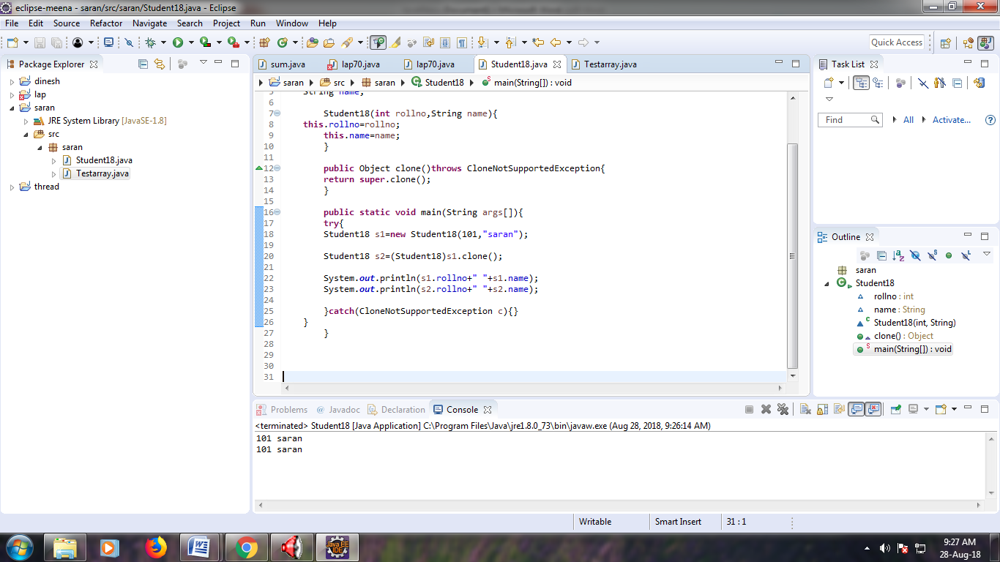 eclipse-meena - saran/src/saran/Student18.java - Eclipse
File Edit Source Refactor Navigate Search Project Run Window Help
Quick Access
Package Explorer
dinesh
lap
saran
JRE System Library [JavaSE-1.8]
src
saran
Student18.java
Testarray.java
thread
sum.java lap70.java lap70.java Student18.java Testarray.java
saran src saran Student18 main(String[]) : void
5 String name;
6
7 Student18(int rollno,String name){
8 this.rollno=rollno;
9 this.name=name;
10 }
11
12 public Object clone()throws CloneNotSupportedException{
13 return super.clone();
14 }
15
16 public static void main(String args[]){
17 try{
18 Student18 s1=new Student18(101,"saran");
19
20 Student18 s2=(Student18)s1.clone();
21
22 System.out.println(s1.rollno+" "+s1.name);
23 System.out.println(s2.rollno+" "+s2.name);
24
25 }catch(CloneNotSupportedException c){}
26 }
27 }
28
29
30
31
Task List
Find All Activate...
Outline
saran
Student18
rollno : int
name : String
Student18(int, String)
clone() : Object
main(String[]) : void
Problems @ Javadoc Declaration Console
<terminated> Student18 [Java Application] C:\Program Files\Java\jre1.8.0_73\bin\javaw.exe (Aug 28, 2018, 9:26:14 AM)
101 saran
101 saran
Writable Smart Insert 31 : 1
Java EE
IDE
9:27 AM
28-Aug-18